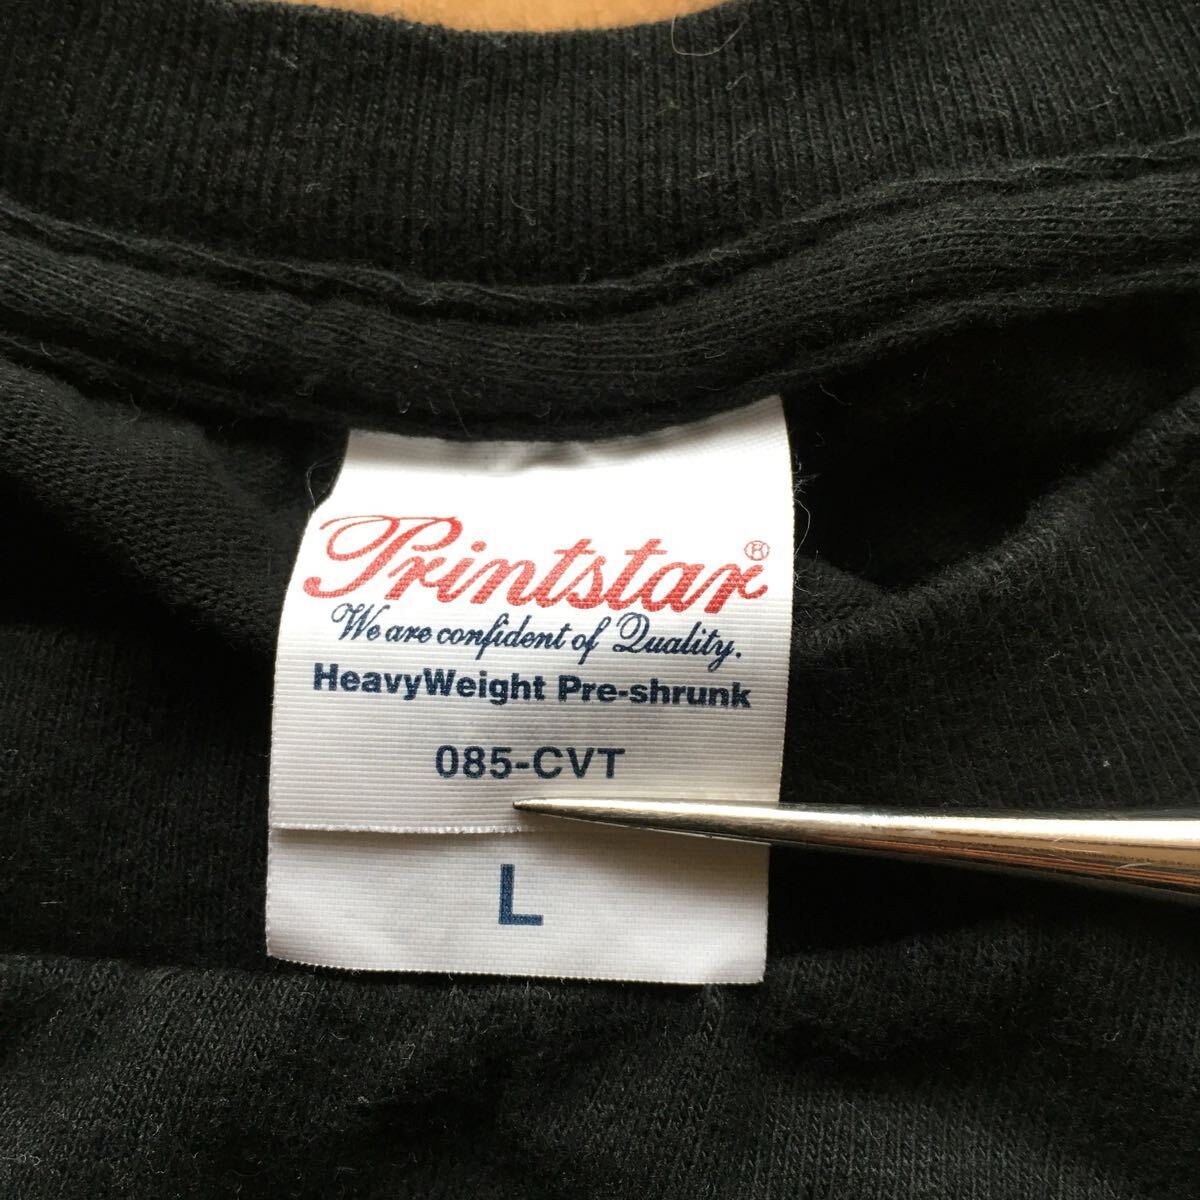 Printstar®
We are confident of Quality.
HeavyWeight Pre-shrunk
085-CVT
L